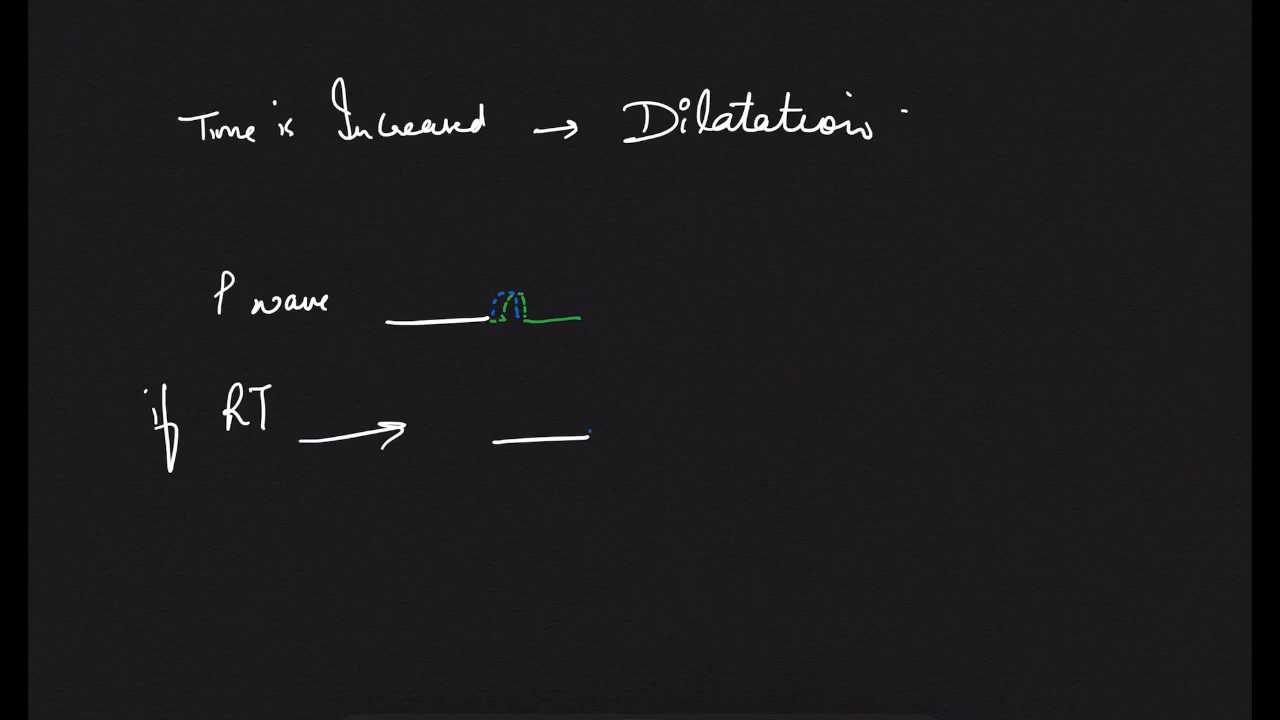 Time is Increased → Dilatation
P wave
if RT →